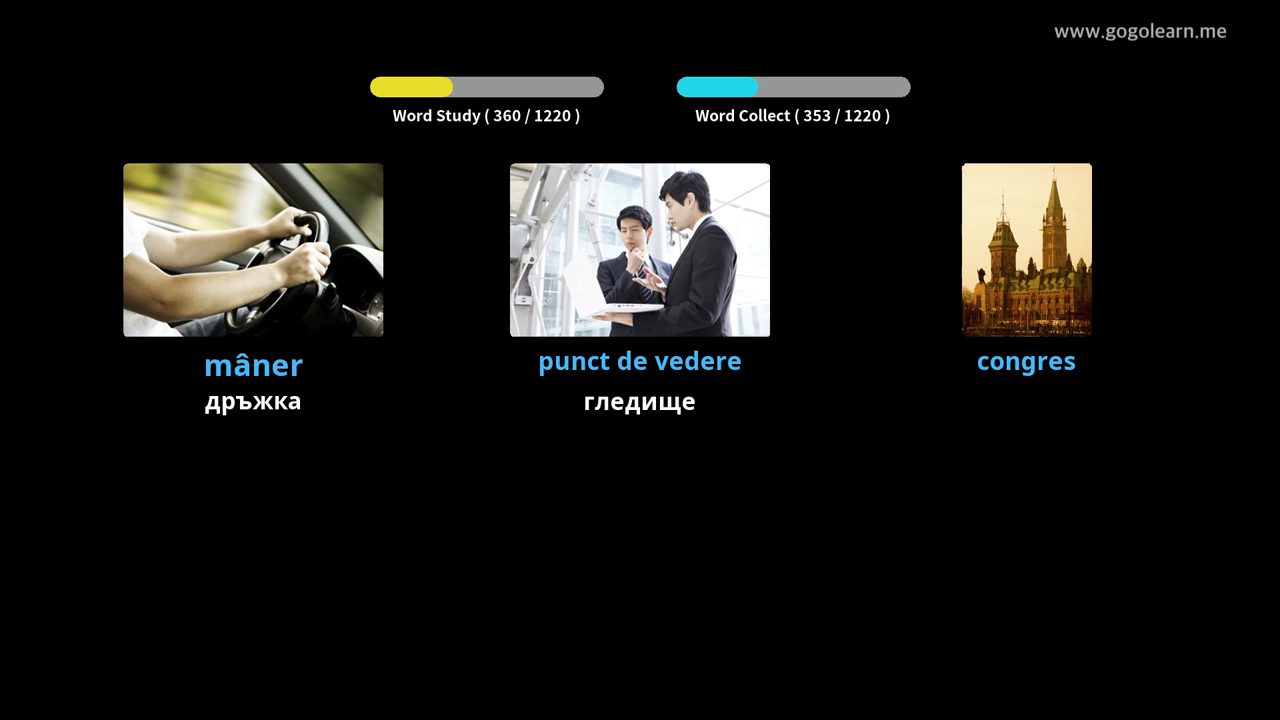 www.gogolearn.me
Word Study ( 360 / 1220 )
Word Collect ( 353 / 1220 )
mâner
дръжка
punct de vedere
гледище
congres